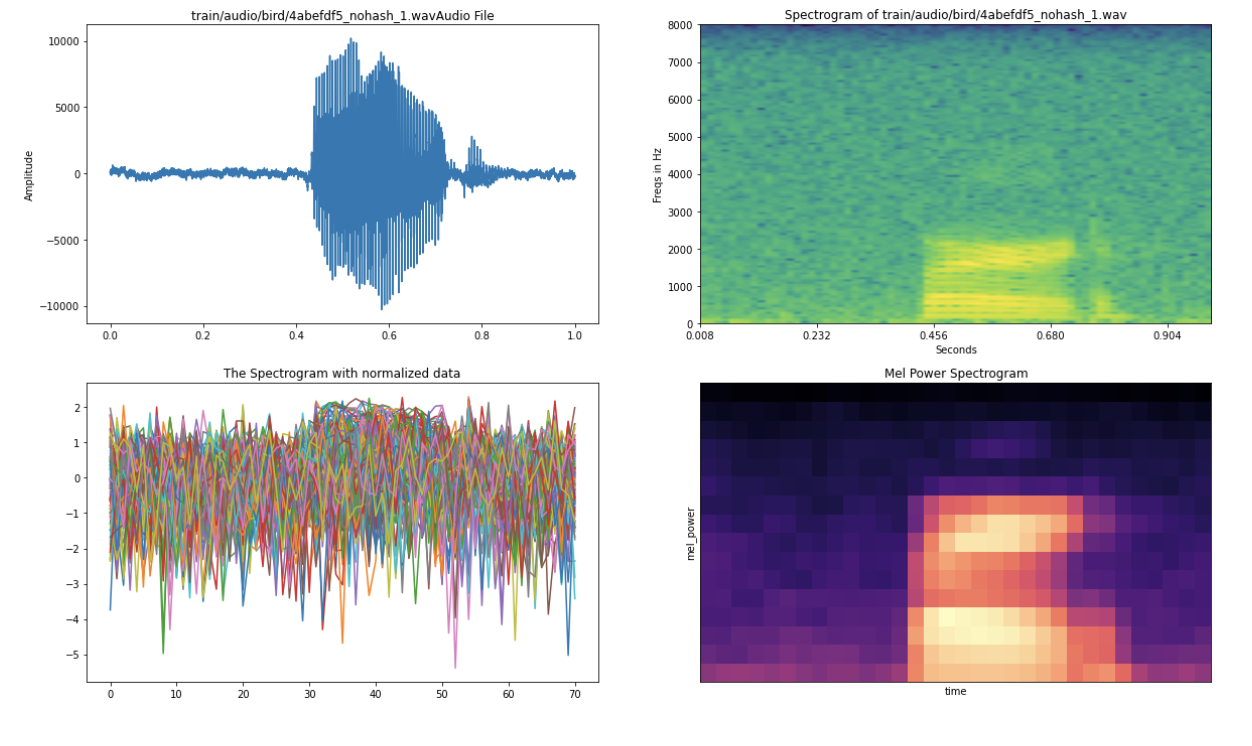 train/audio/bird/4abefdf5_nohash_1.wavAudio File
Amplitude
10000
5000
0
−5000
−10000
0.0 0.2 0.4 0.6 0.8 1.0
Spectrogram of train/audio/bird/4abefdf5_nohash_1.wav
Freqs in Hz
8000
7000
6000
5000
4000
3000
2000
1000
0
0.008 0.232 0.456 0.680 0.904
Seconds
The Spectrogram with normalized data
2
1
0
−1
−2
−3
−4
−5
0 10 20 30 40 50 60 70
Mel Power Spectrogram
mel_power
time